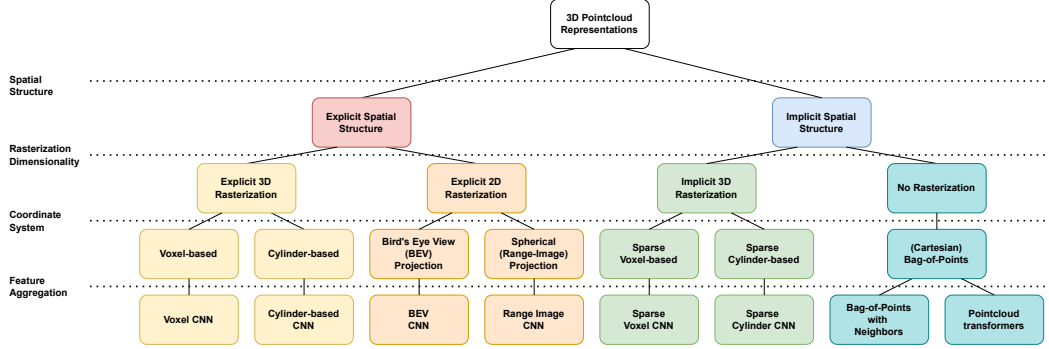 3D Pointcloud
Representations
Spatial
Structure
Explicit Spatial
Structure
Implicit Spatial
Structure
Rasterization
Dimensionality
Explicit 3D
Rasterization
Explicit 2D
Rasterization
Implicit 3D
Rasterization
No Rasterization
Coordinate
System
Voxel-based
Cylinder-based
Bird's Eye View
(BEV)
Projection
Spherical
(Range-Image)
Projection
Sparse
Voxel-based
Sparse
Cylinder-based
(Cartesian)
Bag-of-Points
Feature
Aggregation
Voxel CNN
Cylinder-based
CNN
BEV
CNN
Range Image
CNN
Sparse
Voxel CNN
Sparse
Cylinder CNN
Bag-of-Points
with
Neighbors
Pointcloud
transformers